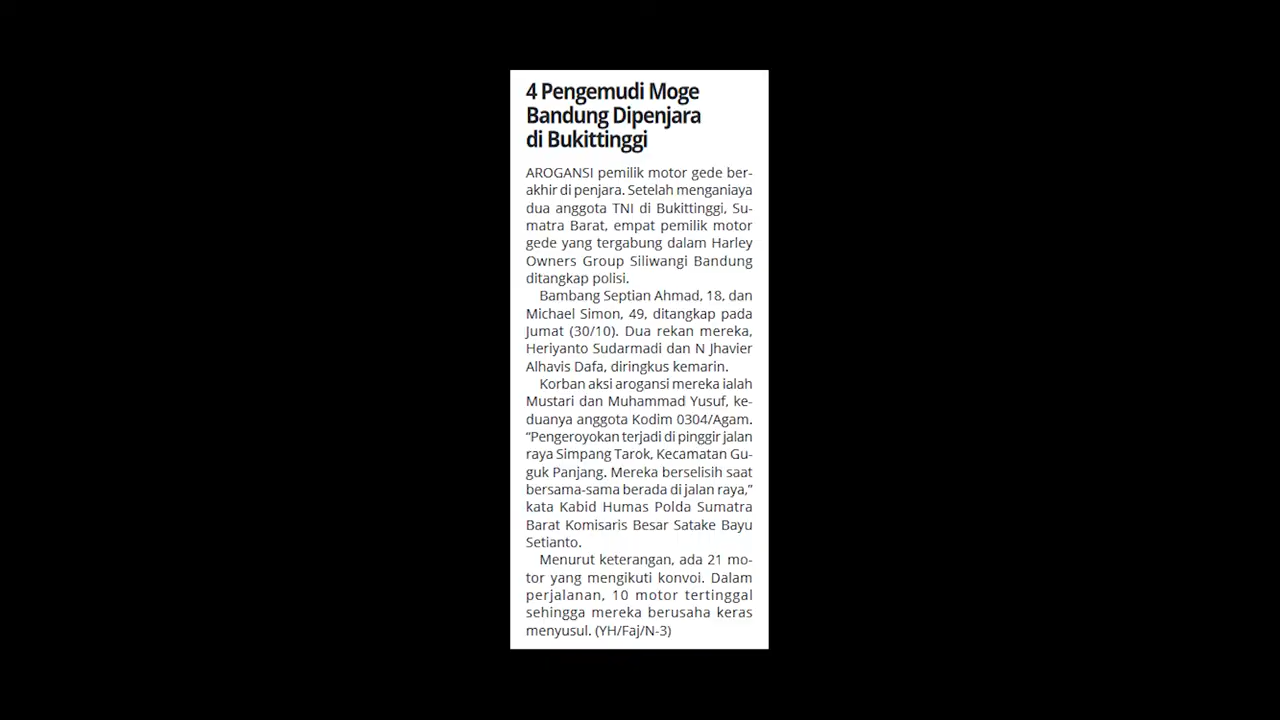 4 Pengemudi Moge
Bandung Dipenjara
di Bukittinggi
AROGANSI pemilik motor gede ber-
akhir di penjara. Setelah menganiaya
dua anggota TNI di Bukittinggi, Su-
matra Barat, empat pemilik motor
gede yang tergabung dalam Harley
Owners Group Siliwangi Bandung
ditangkap polisi.
Bambang Septian Ahmad, 18, dan
Michael Simon, 49, ditangkap pada
Jumat (30/10). Dua rekan mereka,
Heriyanto Sudarmadi dan N Jhavier
Alhavis Dafa, diringkus kemarin.
Korban aksi arogansi mereka ialah
Mustari dan Muhammad Yusuf, ke-
duanya anggota Kodim 0304/Agam.
“Pengeroyokan terjadi di pinggir jalan
raya Simpang Tarok, Kecamatan Gu-
guk Panjang. Mereka berselisih saat
bersama-sama berada di jalan raya,”
kata Kabid Humas Polda Sumatra
Barat Komisaris Besar Satake Bayu
Setianto.
Menurut keterangan, ada 21 mo-
tor yang mengikuti konvoi. Dalam
perjalanan, 10 motor tertinggal
sehingga mereka berusaha keras
menyusul. (YH/Faj/N-3)